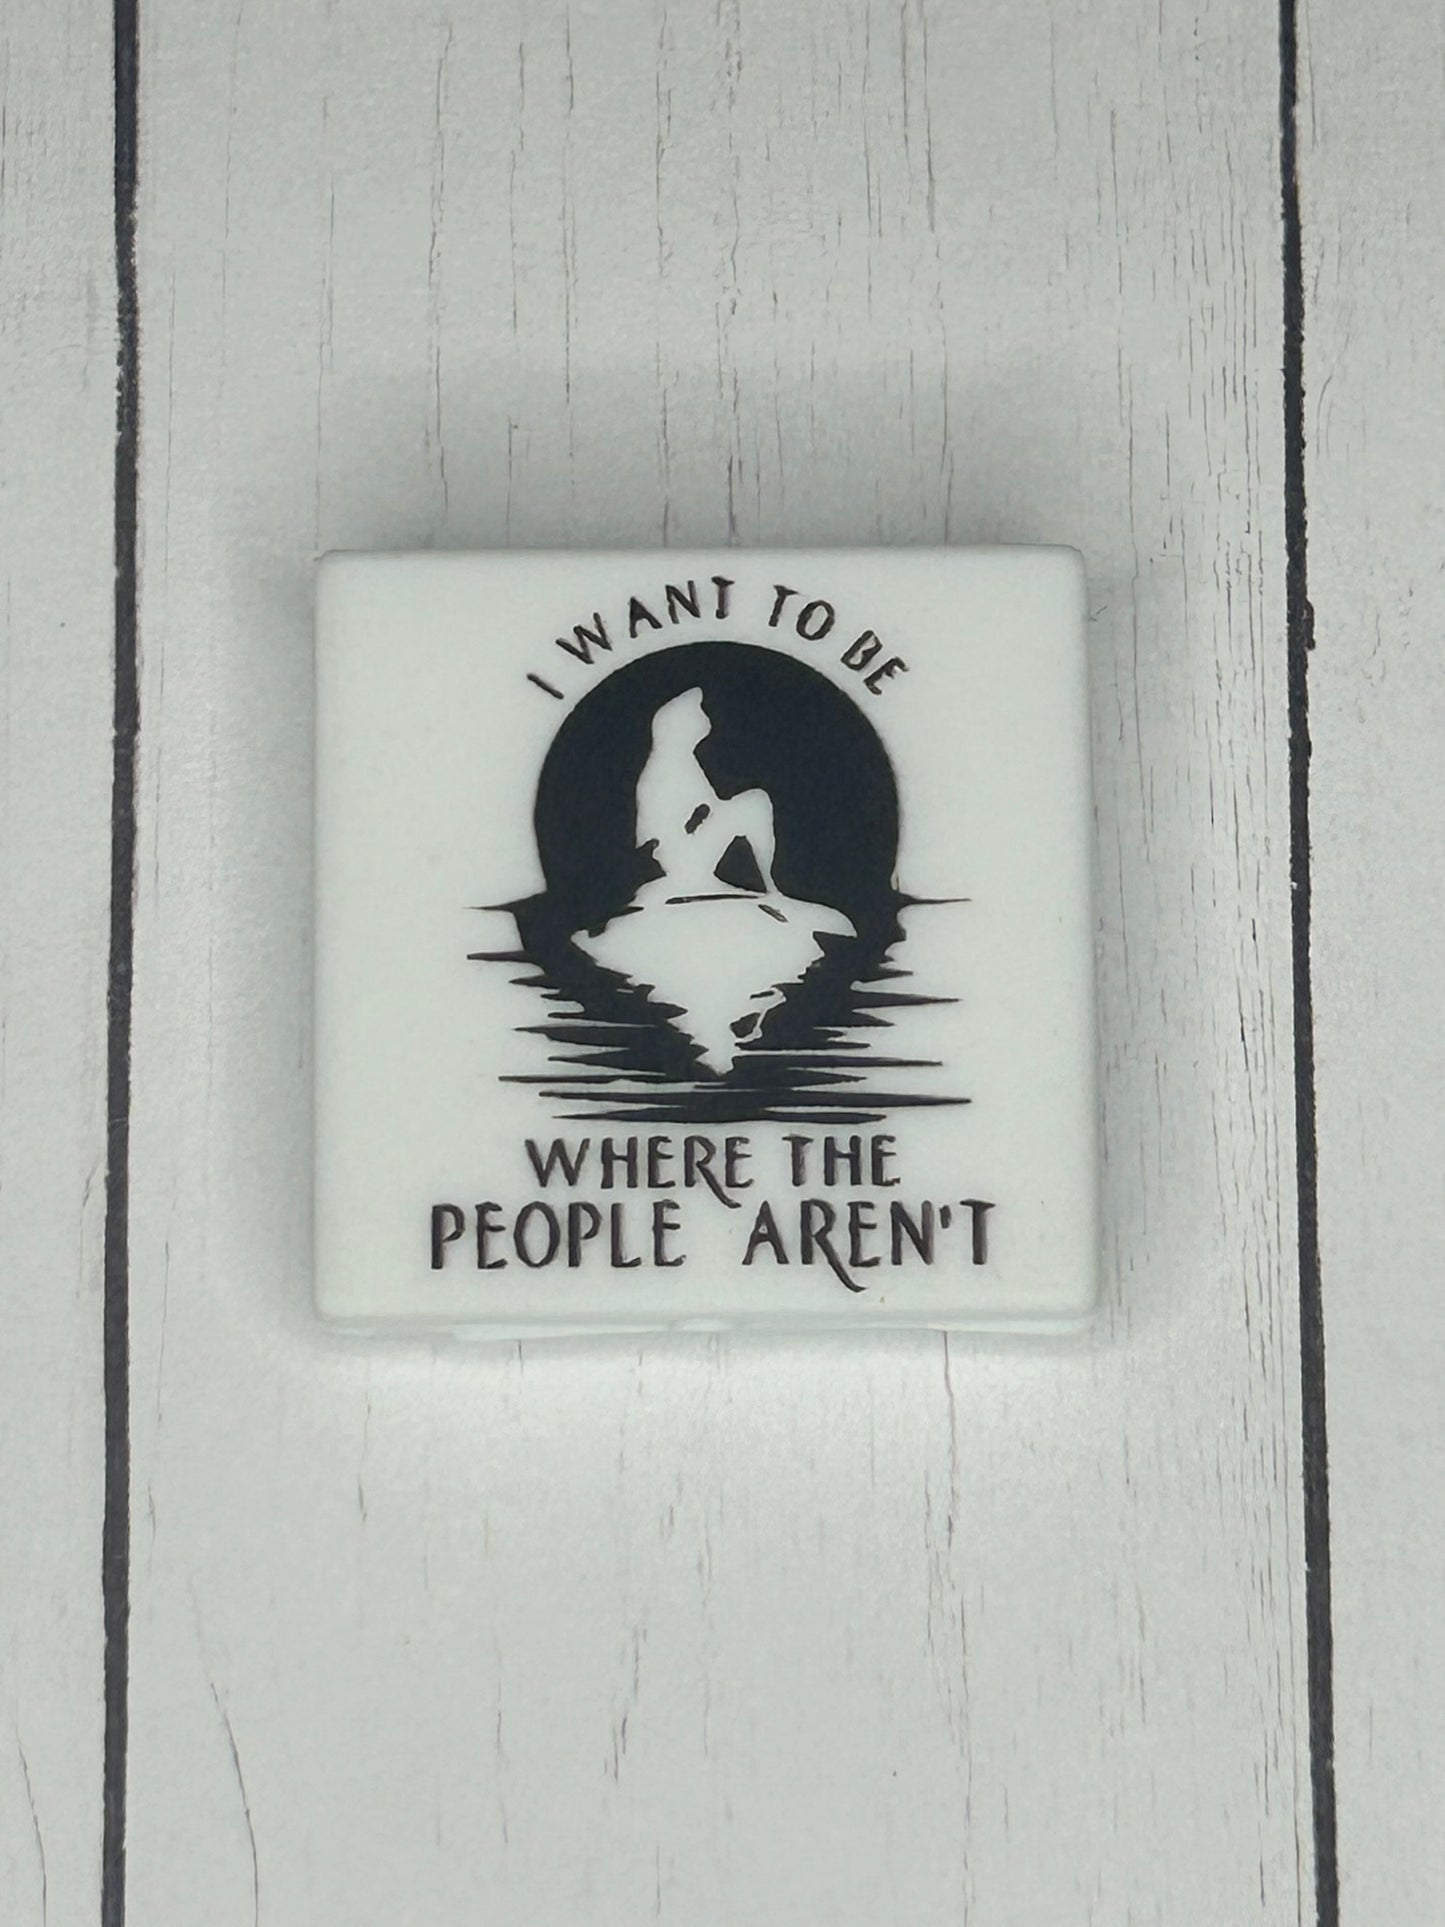 I WANT TO BE
WHERE THE
PEOPLE AREN'T